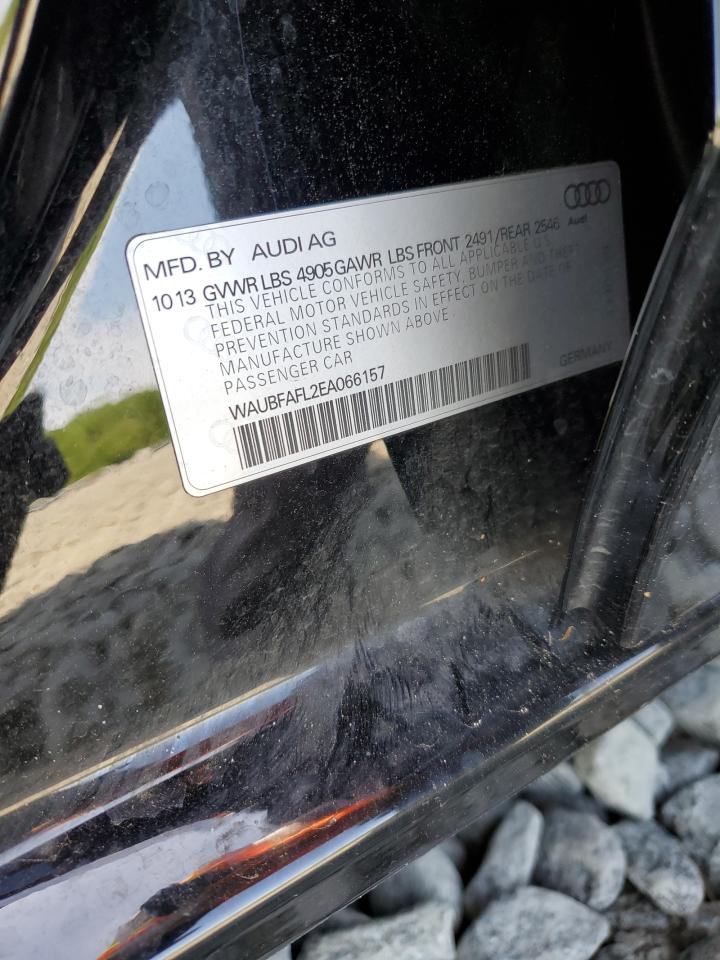 Audi
MFD. BY AUDI AG
10 13 GVWR LBS 4905 GAWR LBS FRONT 2491/REAR 2546
THIS VEHICLE CONFORMS TO ALL APPLICABLE U.S.
FEDERAL MOTOR VEHICLE SAFETY, BUMPER AND THEFT
PREVENTION STANDARDS IN EFFECT ON THE DATE OF
MANUFACTURE SHOWN ABOVE.
PASSENGER CAR
WAUBFAFL2EA066157
GERMANY